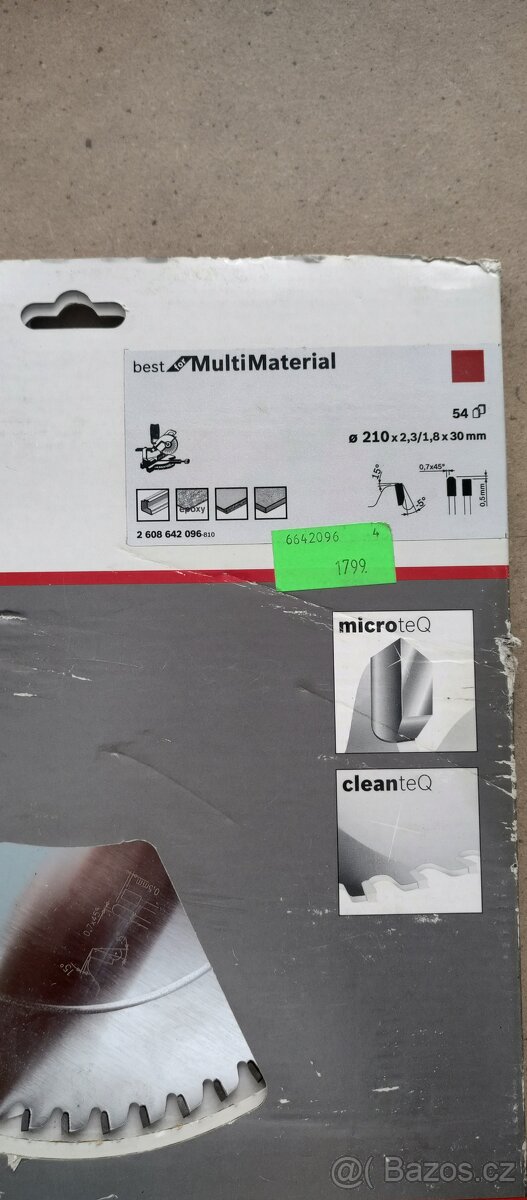 best for MultiMaterial
54
ø 210 x 2,3/1,8 x 30 mm
15°
-5°
0,7x45°
0,5mm
epoxy
2 608 642 096-810
6642096 4
1799.
microteQ
cleanteQ
0,5mm
0,7x45°
15°
@( Bazos.cz